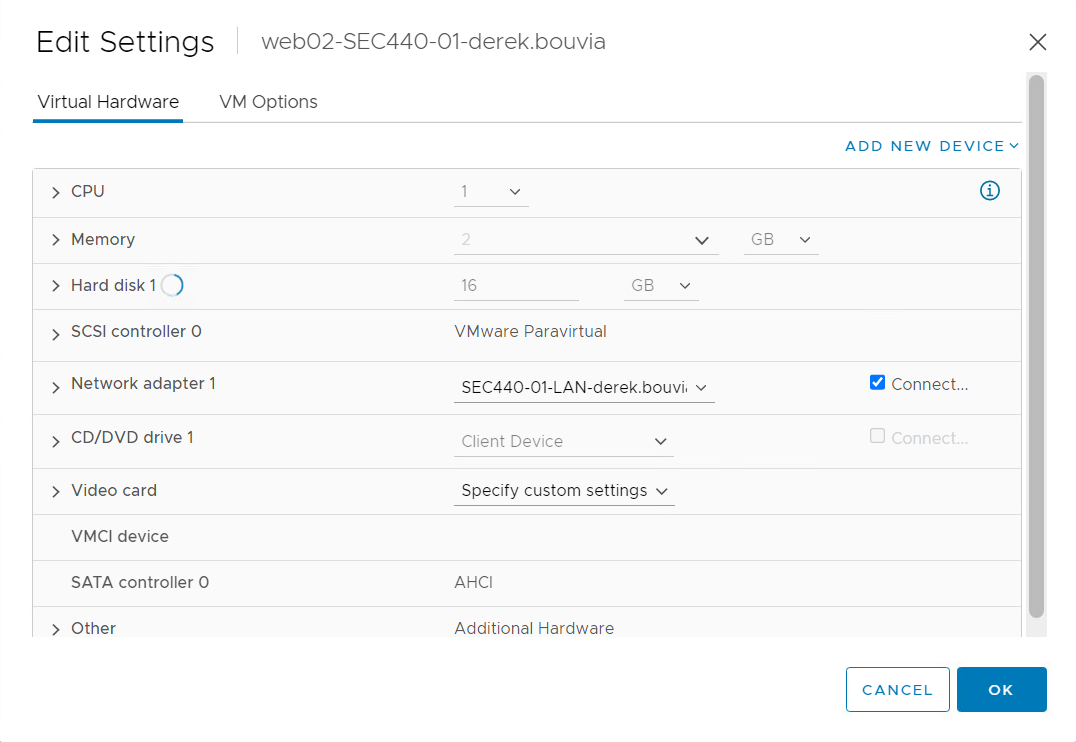 Edit Settings web02-SEC440-01-derek.bouvia
Virtual Hardware VM Options
ADD NEW DEVICE
CPU 1
Memory 2 GB
Hard disk 1 16 GB
SCSI controller 0 VMware Paravirtual
Network adapter 1 SEC440-01-LAN-derek.bouvi Connect...
CD/DVD drive 1 Client Device Connect...
Video card Specify custom settings
VMCI device
SATA controller 0 AHCI
Other Additional Hardware
CANCEL OK